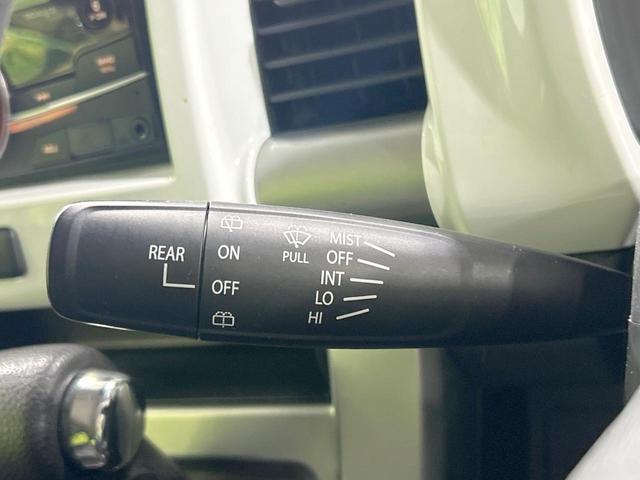 REAR
ON
OFF
PULL
MIST
OFF
INT
LO
HI